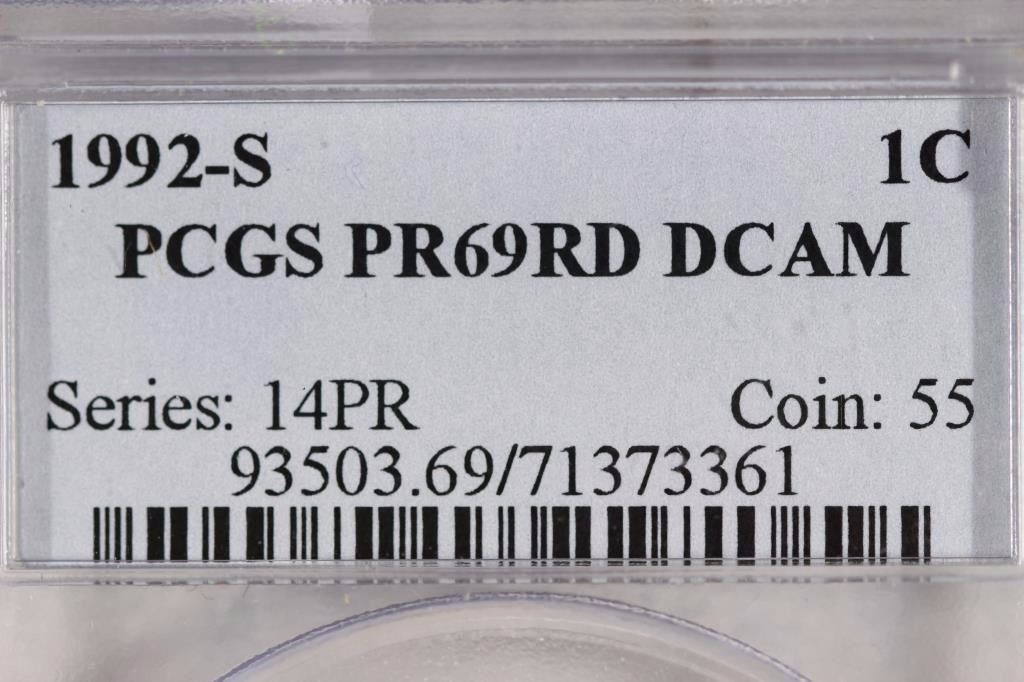 1992-S 1C
PCGS PR69RD DCAM
Series: 14PR Coin: 55
93503.69/71373361